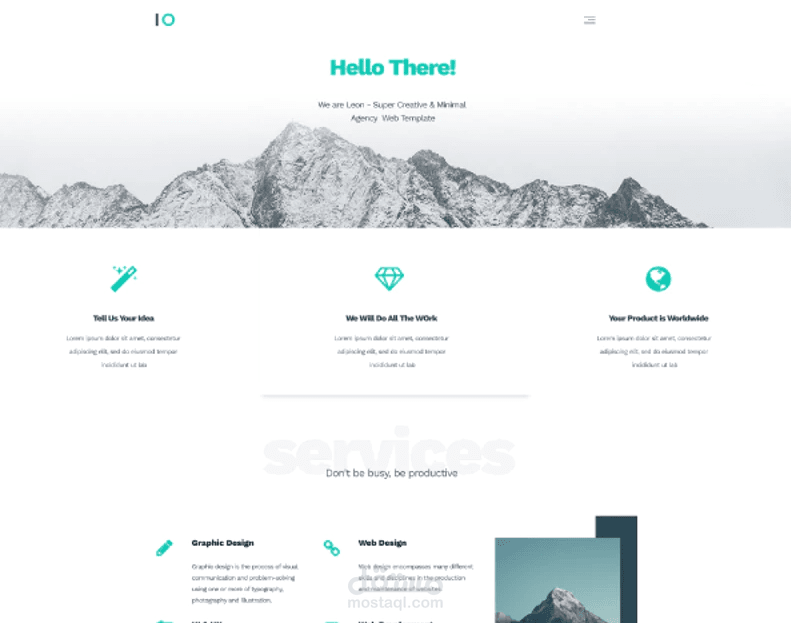 IO
Hello There!
We are Leon - Super Creative & Minimal
Agency Web Template
Tell Us Your Idea
Lorem ipsum dolor sit amet, consectetur
adipiscing elit, sed do eiusmod tempor
incididunt ut lab
We Will Do All The WOrk
Lorem ipsum dolor sit amet, consectetur
adipiscing elit, sed do eiusmod tempor
incididunt ut lab
Your Product is Worldwide
Lorem ipsum dolor sit amet, consectetur
adipiscing elit, sed do eiusmod tempor
incididunt ut lab
services
Don't be busy, be productive
Graphic Design
Graphic design is the process of visual
communication and problem-solving
using one or more of typography,
photography and illustration.
Web Design
Web design encompasses many different
skills and disciplines in the production
and maintenance of websites.
مستقل
mostaql.com